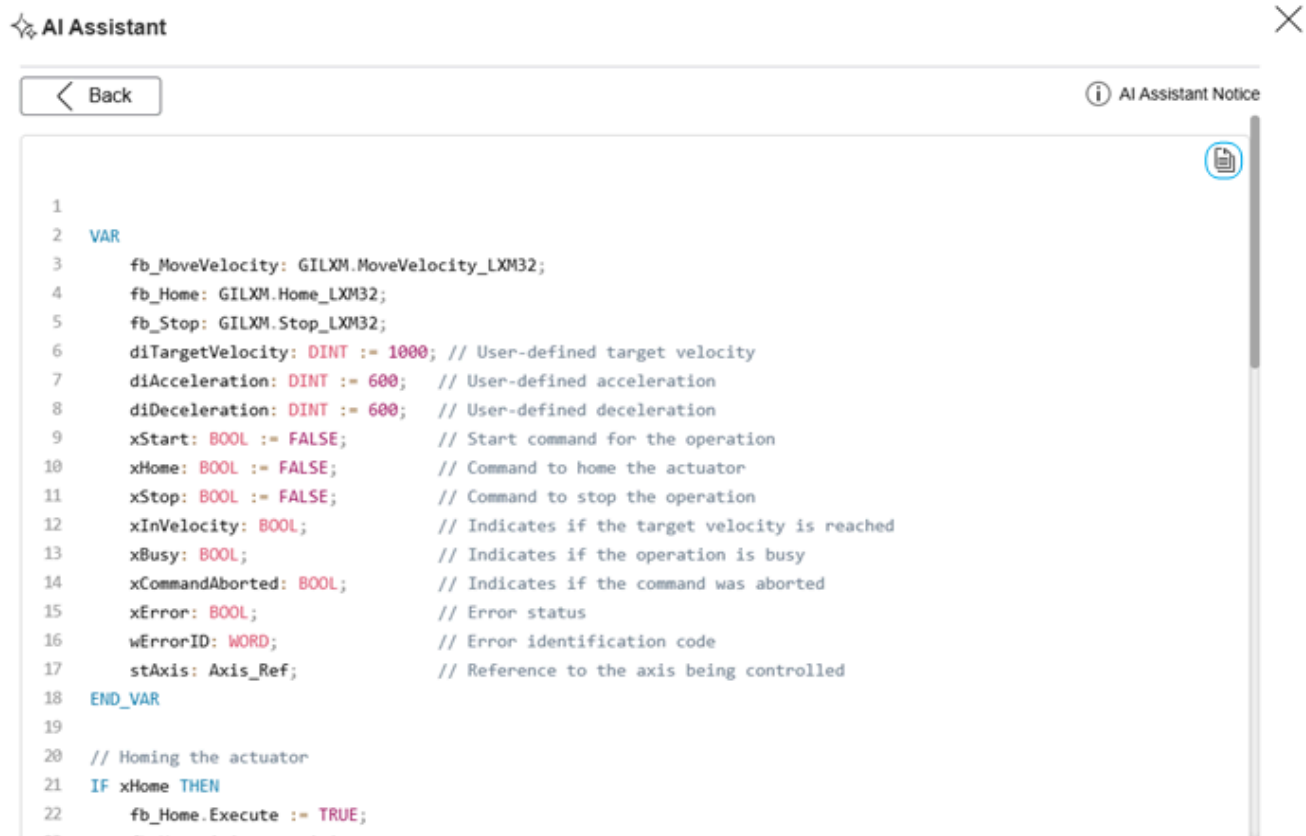 AI Assistant
Back
AI Assistant Notice
1
2 VAR
3 fb_MoveVelocity: GILXM.MoveVelocity_LXM32;
4 fb_Home: GILXM.Home_LXM32;
5 fb_Stop: GILXM.Stop_LXM32;
6 diTargetVelocity: DINT := 1000; // User-defined target velocity
7 diAcceleration: DINT := 600; // User-defined acceleration
8 diDeceleration: DINT := 600; // User-defined deceleration
9 xStart: BOOL := FALSE; // Start command for the operation
10 xHome: BOOL := FALSE; // Command to home the actuator
11 xStop: BOOL := FALSE; // Command to stop the operation
12 xInVelocity: BOOL; // Indicates if the target velocity is reached
13 xBusy: BOOL; // Indicates if the operation is busy
14 xCommandAborted: BOOL; // Indicates if the command was aborted
15 xError: BOOL; // Error status
16 wErrorID: WORD; // Error identification code
17 stAxis: Axis_Ref; // Reference to the axis being controlled
18 END_VAR
19
20 // Homing the actuator
21 IF xHome THEN
22 fb_Home.Execute := TRUE;